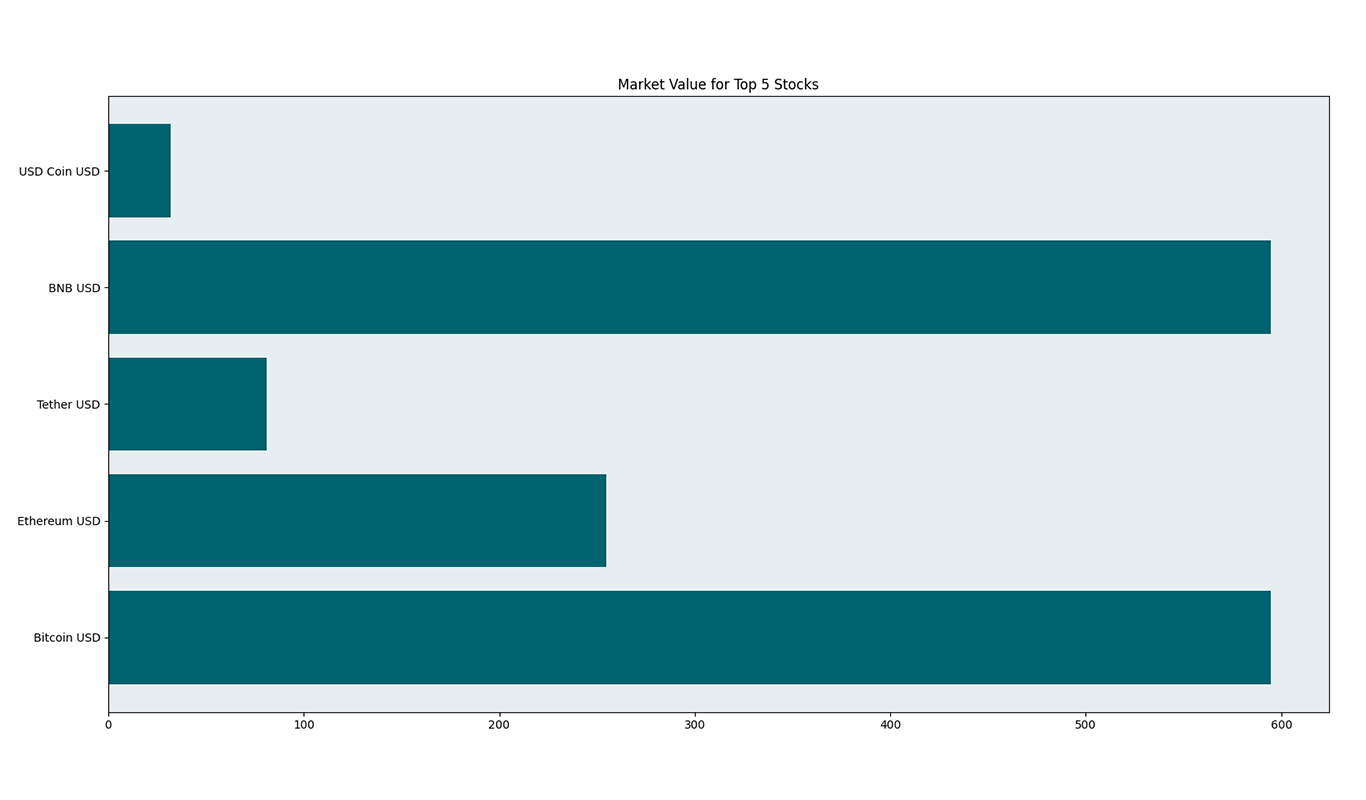 Market Value for Top 5 Stocks
USD Coin USD
BNB USD
Tether USD
Ethereum USD
Bitcoin USD
0 100 200 300 400 500 600